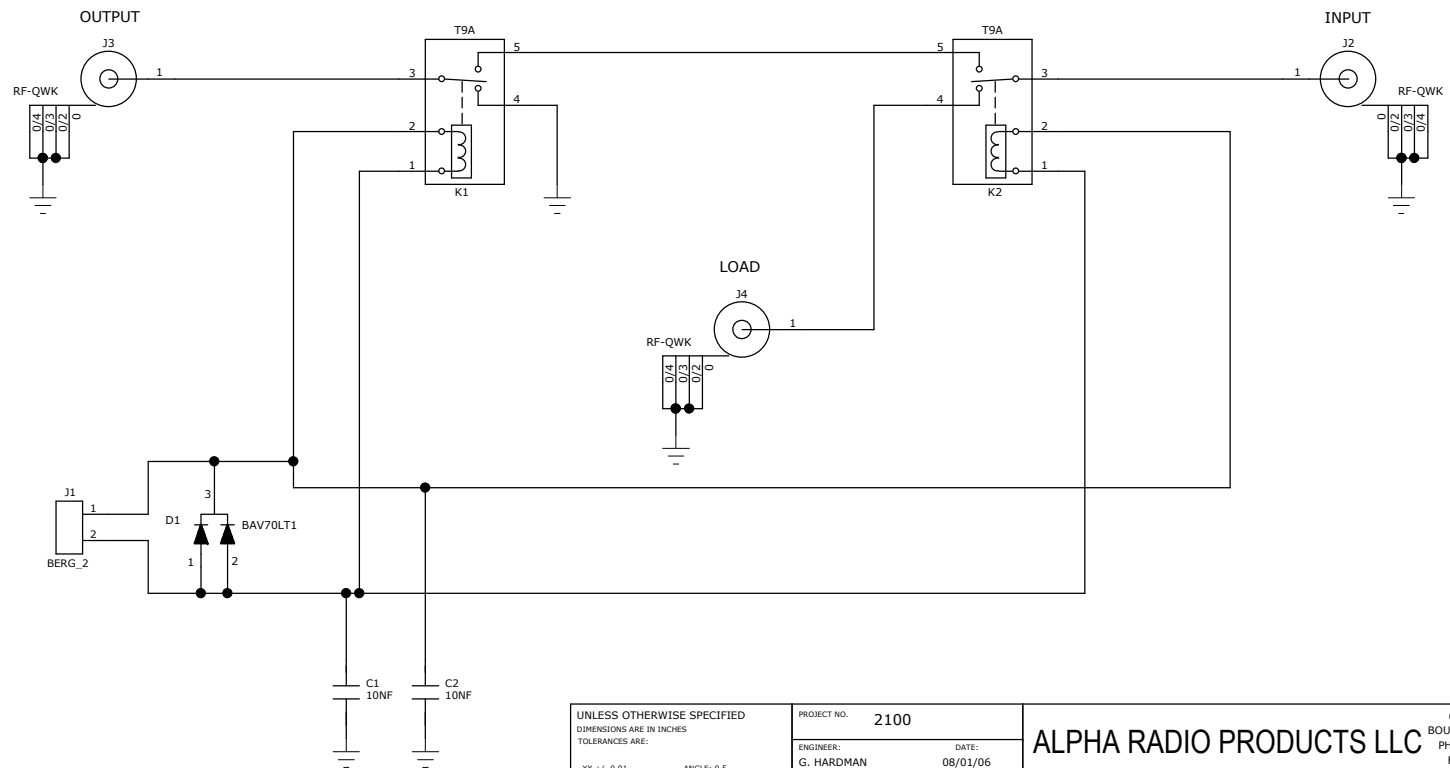 OUTPUT
INPUT
J3
T9A
T9A
J2
5
5
1
3
3
1
RF-QWK
RF-QWK
4
4
0/4
0/3
0/2
0
0
0/2
0/3
0/4
2
2
1
1
K1
K2
LOAD
J4
1
RF-QWK
0/4
0/3
0/2
0
J1
1
2
BERG_2
3
D1
BAV70LT1
1
2
C1
10NF
C2
10NF
UNLESS OTHERWISE SPECIFIED
DIMENSIONS ARE IN INCHES
TOLERANCES ARE:
PROJECT NO.
2100
ENGINEER:
DATE:
G. HARDMAN
08/01/06
ALPHA RADIO PRODUCTS LLC